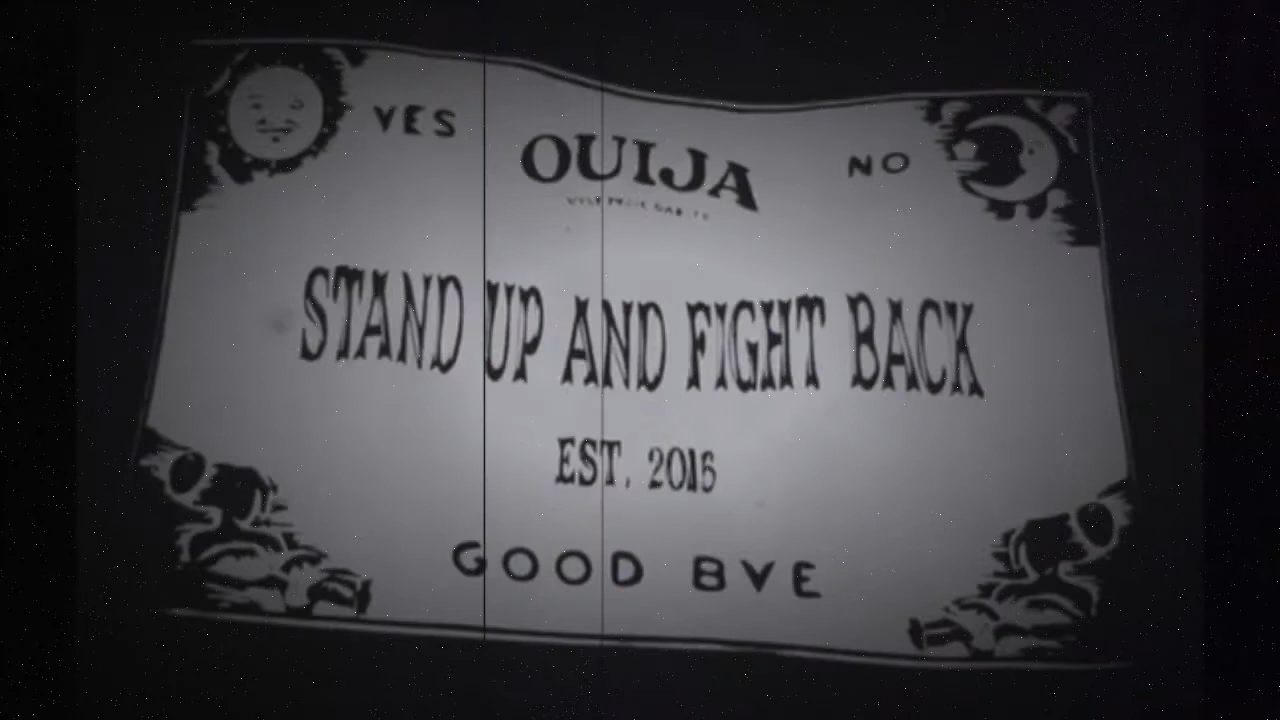 YES
OUIJA
NO
STAND UP AND FIGHT BACK
EST. 2016
GOOD BYE